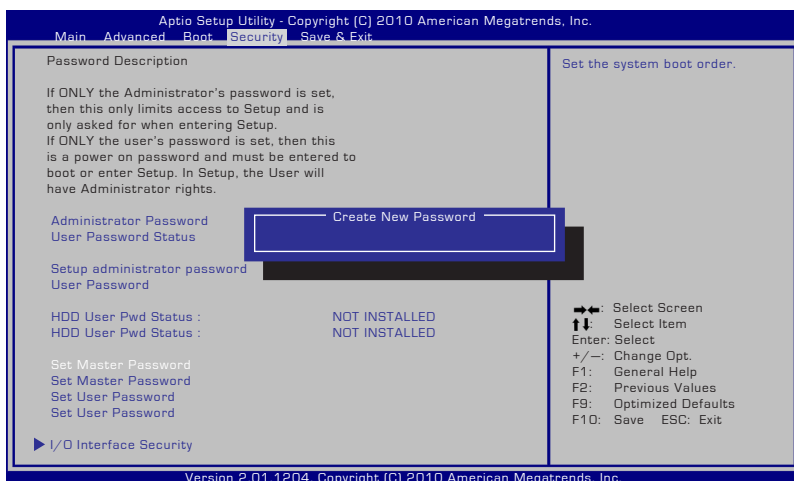 Aptio Setup Utility - Copyright (C) 2010 American Megatrends, Inc.
Main Advanced Boot Security Save & Exit
Password Description
If ONLY the Administrator's password is set,
then this only limits access to Setup and is
only asked for when entering Setup.
If ONLY the user's password is set, then this
is a power on password and must be entered to
boot or enter Setup. In Setup, the User will
have Administrator rights.
Administrator Password
User Password Status
Create New Password
Setup administrator password
User Password
HDD User Pwd Status : NOT INSTALLED
HDD User Pwd Status : NOT INSTALLED
Set Master Password
Set Master Password
Set User Password
Set User Password
I/O Interface Security
Set the system boot order.
→←: Select Screen
↑↓: Select Item
Enter: Select
+/—: Change Opt.
F1: General Help
F2: Previous Values
F9: Optimized Defaults
F10: Save ESC: Exit
Version 2.01.1204. Copyright (C) 2010 American Megatrends, Inc.